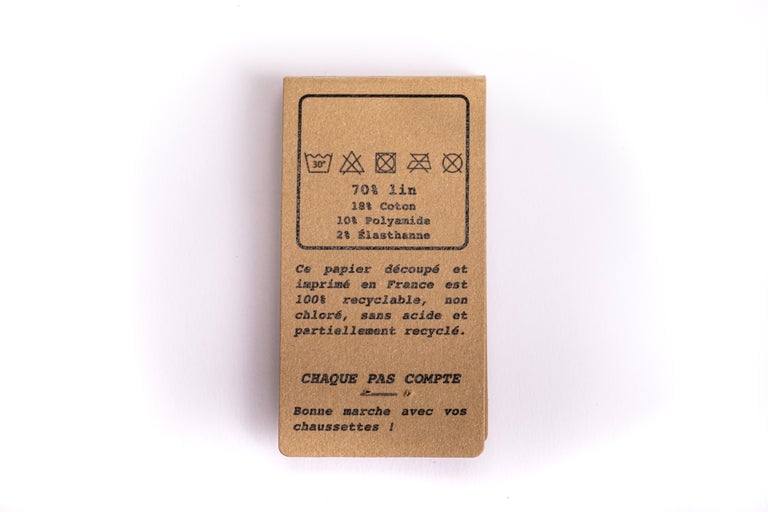 30°
70% lin
18% Coton
10% Polyamide
2% Élasthanne
Ce papier découpé et
imprimé en France est
100% recyclable, non
chloré, sans acide et
partiellement recyclé.
CHAQUE PAS COMPTE
Bonne marche avec vos
chaussettes !